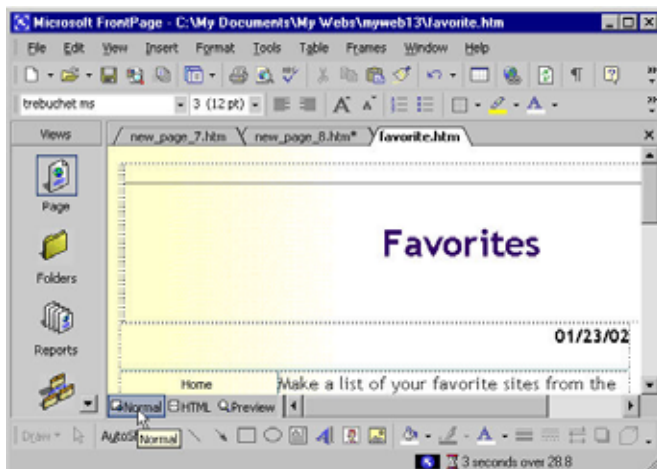 Microsoft FrontPage - C:\My Documents\My Webs\myweb13\favorite.htm
File Edit View Insert Format Tools Table Frames Window Help
trebuchet ms 3 (12 pt)
Views new_page_7.htm new_page_8.htm* favorite.htm
Page
Folders
Reports
Favorites
01/23/02
Home Make a list of your favorite sites from the
Normal HTML Preview
Draw Normal
3 seconds over 28.8